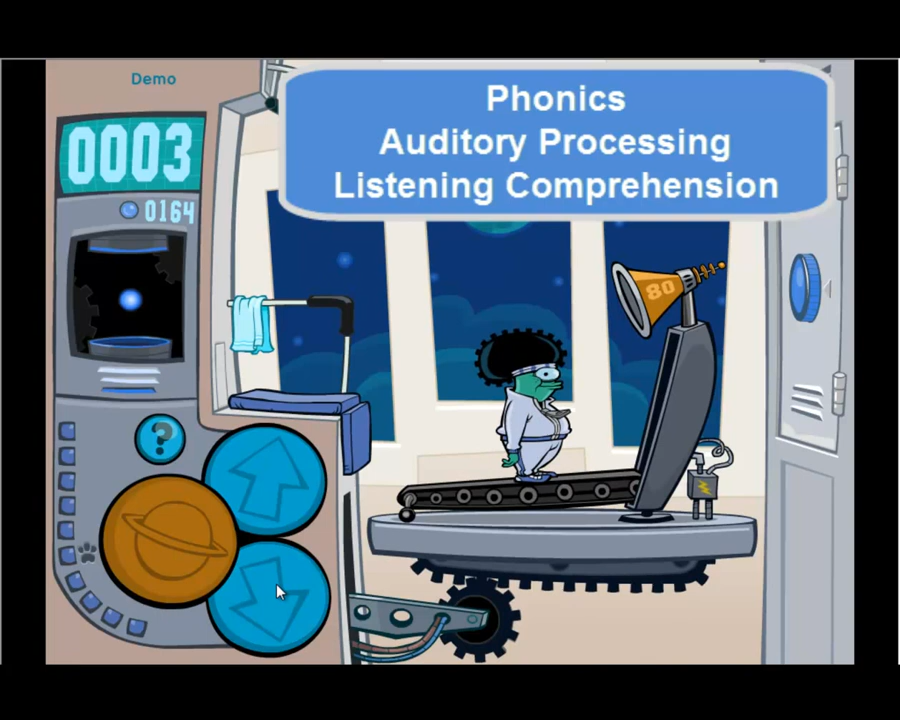 Demo
Phonics
Auditory Processing
Listening Comprehension
0003
0164
80
?